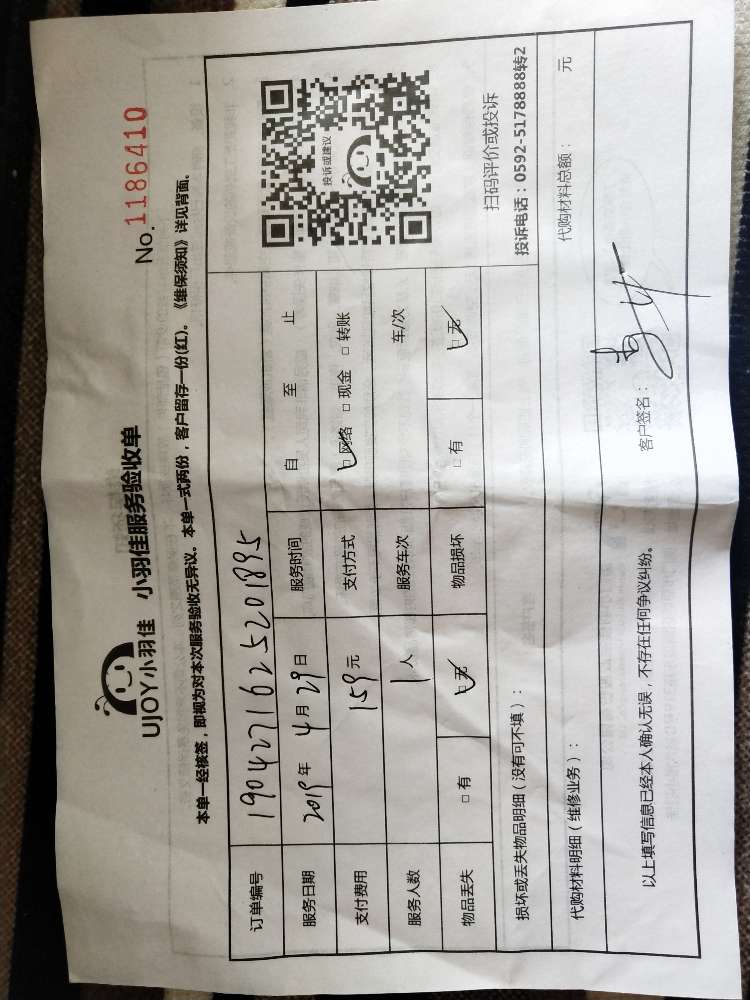 UJOY小羽佳 小羽佳服务验收单
No. 1186410
本单一经核签，即视为对本次服务验收无异议。本单一式两份，客户留存一份(红)。《维保须知》详见背面。
订单编号 1904271625201895
投诉或建议
服务日期 2019年 4月 29日 服务时间 自 至 止
支付费用 159元 支付方式 □网络 □现金 □转账
服务人数 1人 服务车次 车/次
物品丢失 □有 □无 物品损坏 □有 □无
扫码评价或投诉
投诉电话：0592-5178888转2
损坏或丢失物品明细（没有可不填）：
代购材料明细（维修业务）： 代购材料总额： 元
以上填写信息已经本人确认无误，不存在任何争议纠纷。 客户签名：